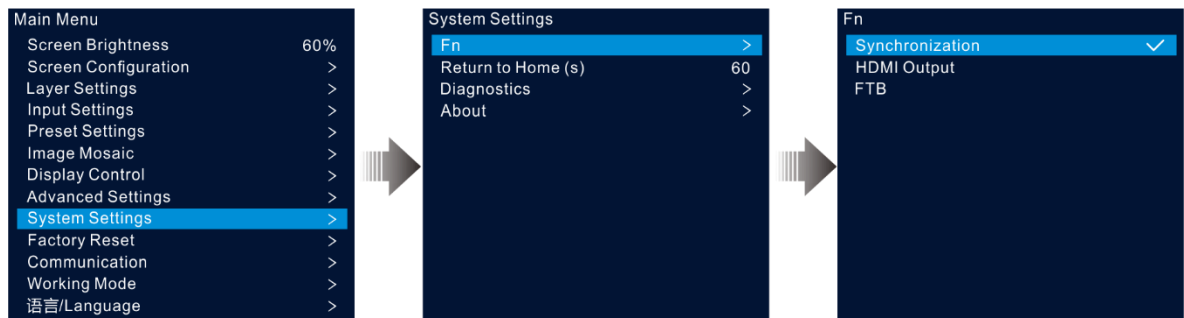 Main Menu
Screen Brightness 60%
Screen Configuration >
Layer Settings >
Input Settings >
Preset Settings >
Image Mosaic >
Display Control >
Advanced Settings >
System Settings >
Factory Reset >
Communication >
Working Mode >
语言/Language >
System Settings
Fn >
Return to Home (s) 60
Diagnostics >
About >
Fn
Synchronization ✓
HDMI Output
FTB